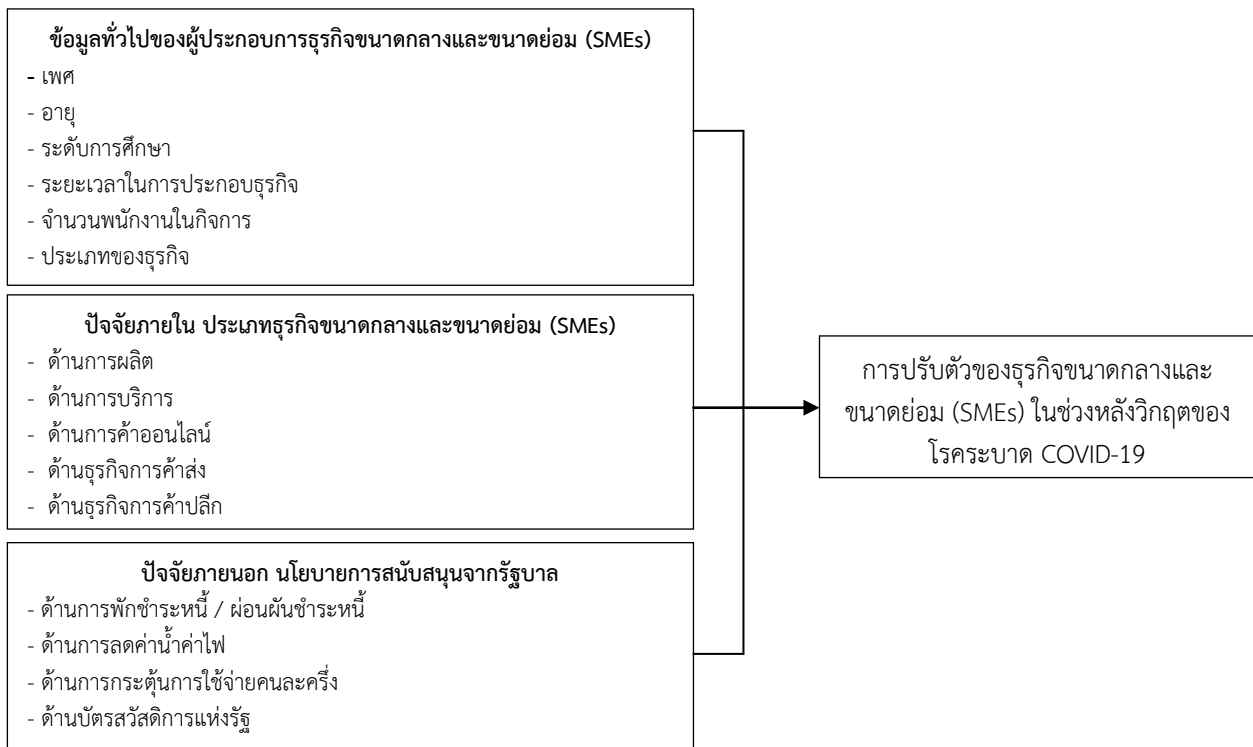 ข้อมูลทั่วไปของผู้ประกอบการธุรกิจขนาดกลางและขนาดย่อม (SMEs)
- เพศ
- อายุ
- ระดับการศึกษา
- ระยะเวลาในการประกอบธุรกิจ
- จำนวนพนักงานในกิจการ
- ประเภทของธุรกิจ
ปัจจัยภายใน ประเภทธุรกิจขนาดกลางและขนาดย่อม (SMEs)
- ด้านการผลิต
- ด้านการบริการ
- ด้านการค้าออนไลน์
- ด้านธุรกิจการค้าส่ง
- ด้านธุรกิจการค้าปลีก
ปัจจัยภายนอก นโยบายการสนับสนุนจากรัฐบาล
- ด้านการพักชำระหนี้ / ผ่อนผันชำระหนี้
- ด้านการลดค่าน้ำค่าไฟ
- ด้านการกระตุ้นการใช้จ่ายคนละครึ่ง
- ด้านบัตรสวัสดิการแห่งรัฐ
การปรับตัวของธุรกิจขนาดกลางและ
ขนาดย่อม (SMEs) ในช่วงหลังวิกฤตของ
โรคระบาด COVID-19